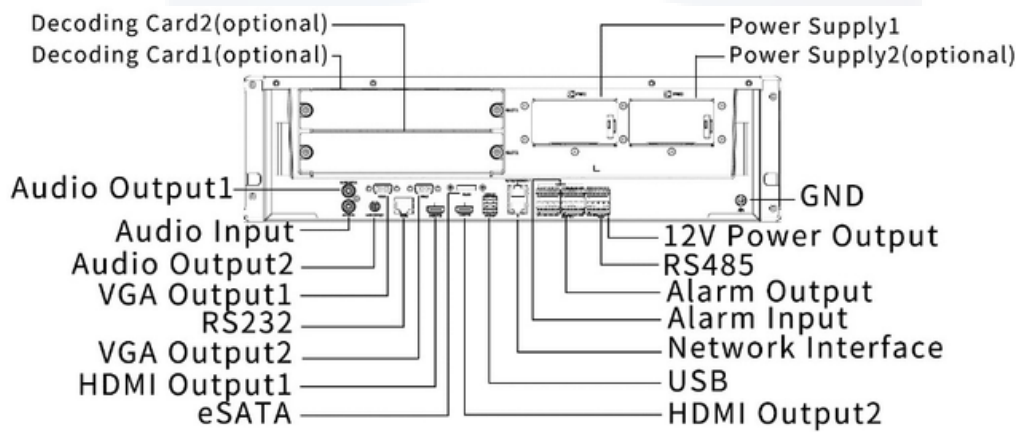 Decoding Card2(optional)
Decoding Card1(optional)
Power Supply1
Power Supply2(optional)
Audio Output1
Audio Input
Audio Output2
VGA Output1
RS232
VGA Output2
HDMI Output1
eSATA
GND
12V Power Output
RS485
Alarm Output
Alarm Input
Network Interface
USB
HDMI Output2